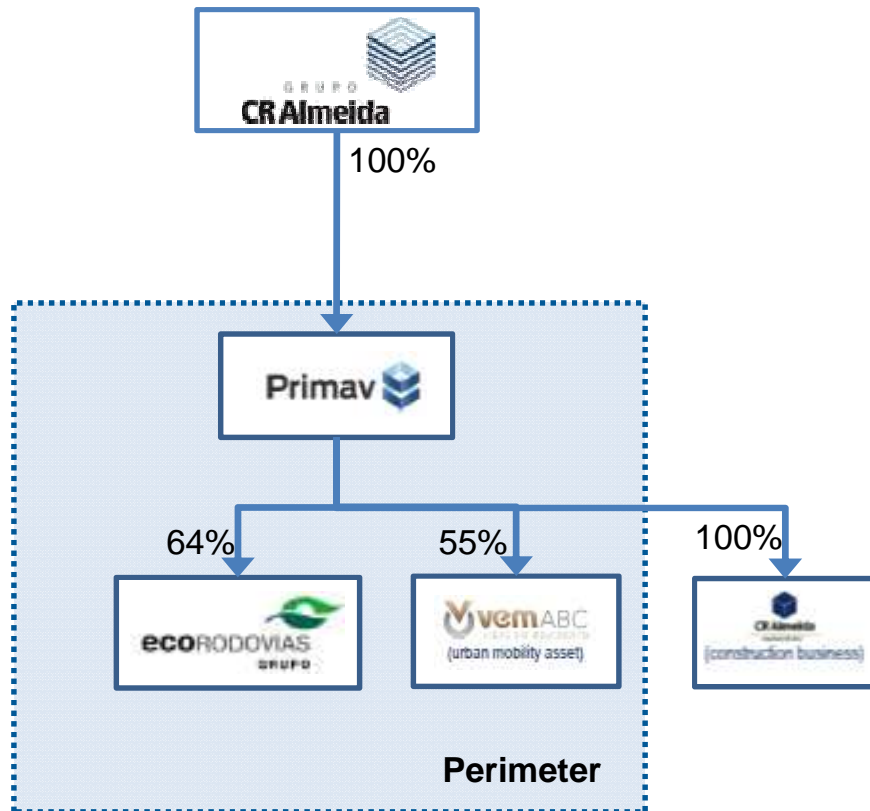 GRUPO
CR Almeida
100%
Primav
64%
55%
100%
ecoRODOVIAS
GRUPO
vemABC
(urban mobility asset)
CR Almeida
(construction business)
Perimeter